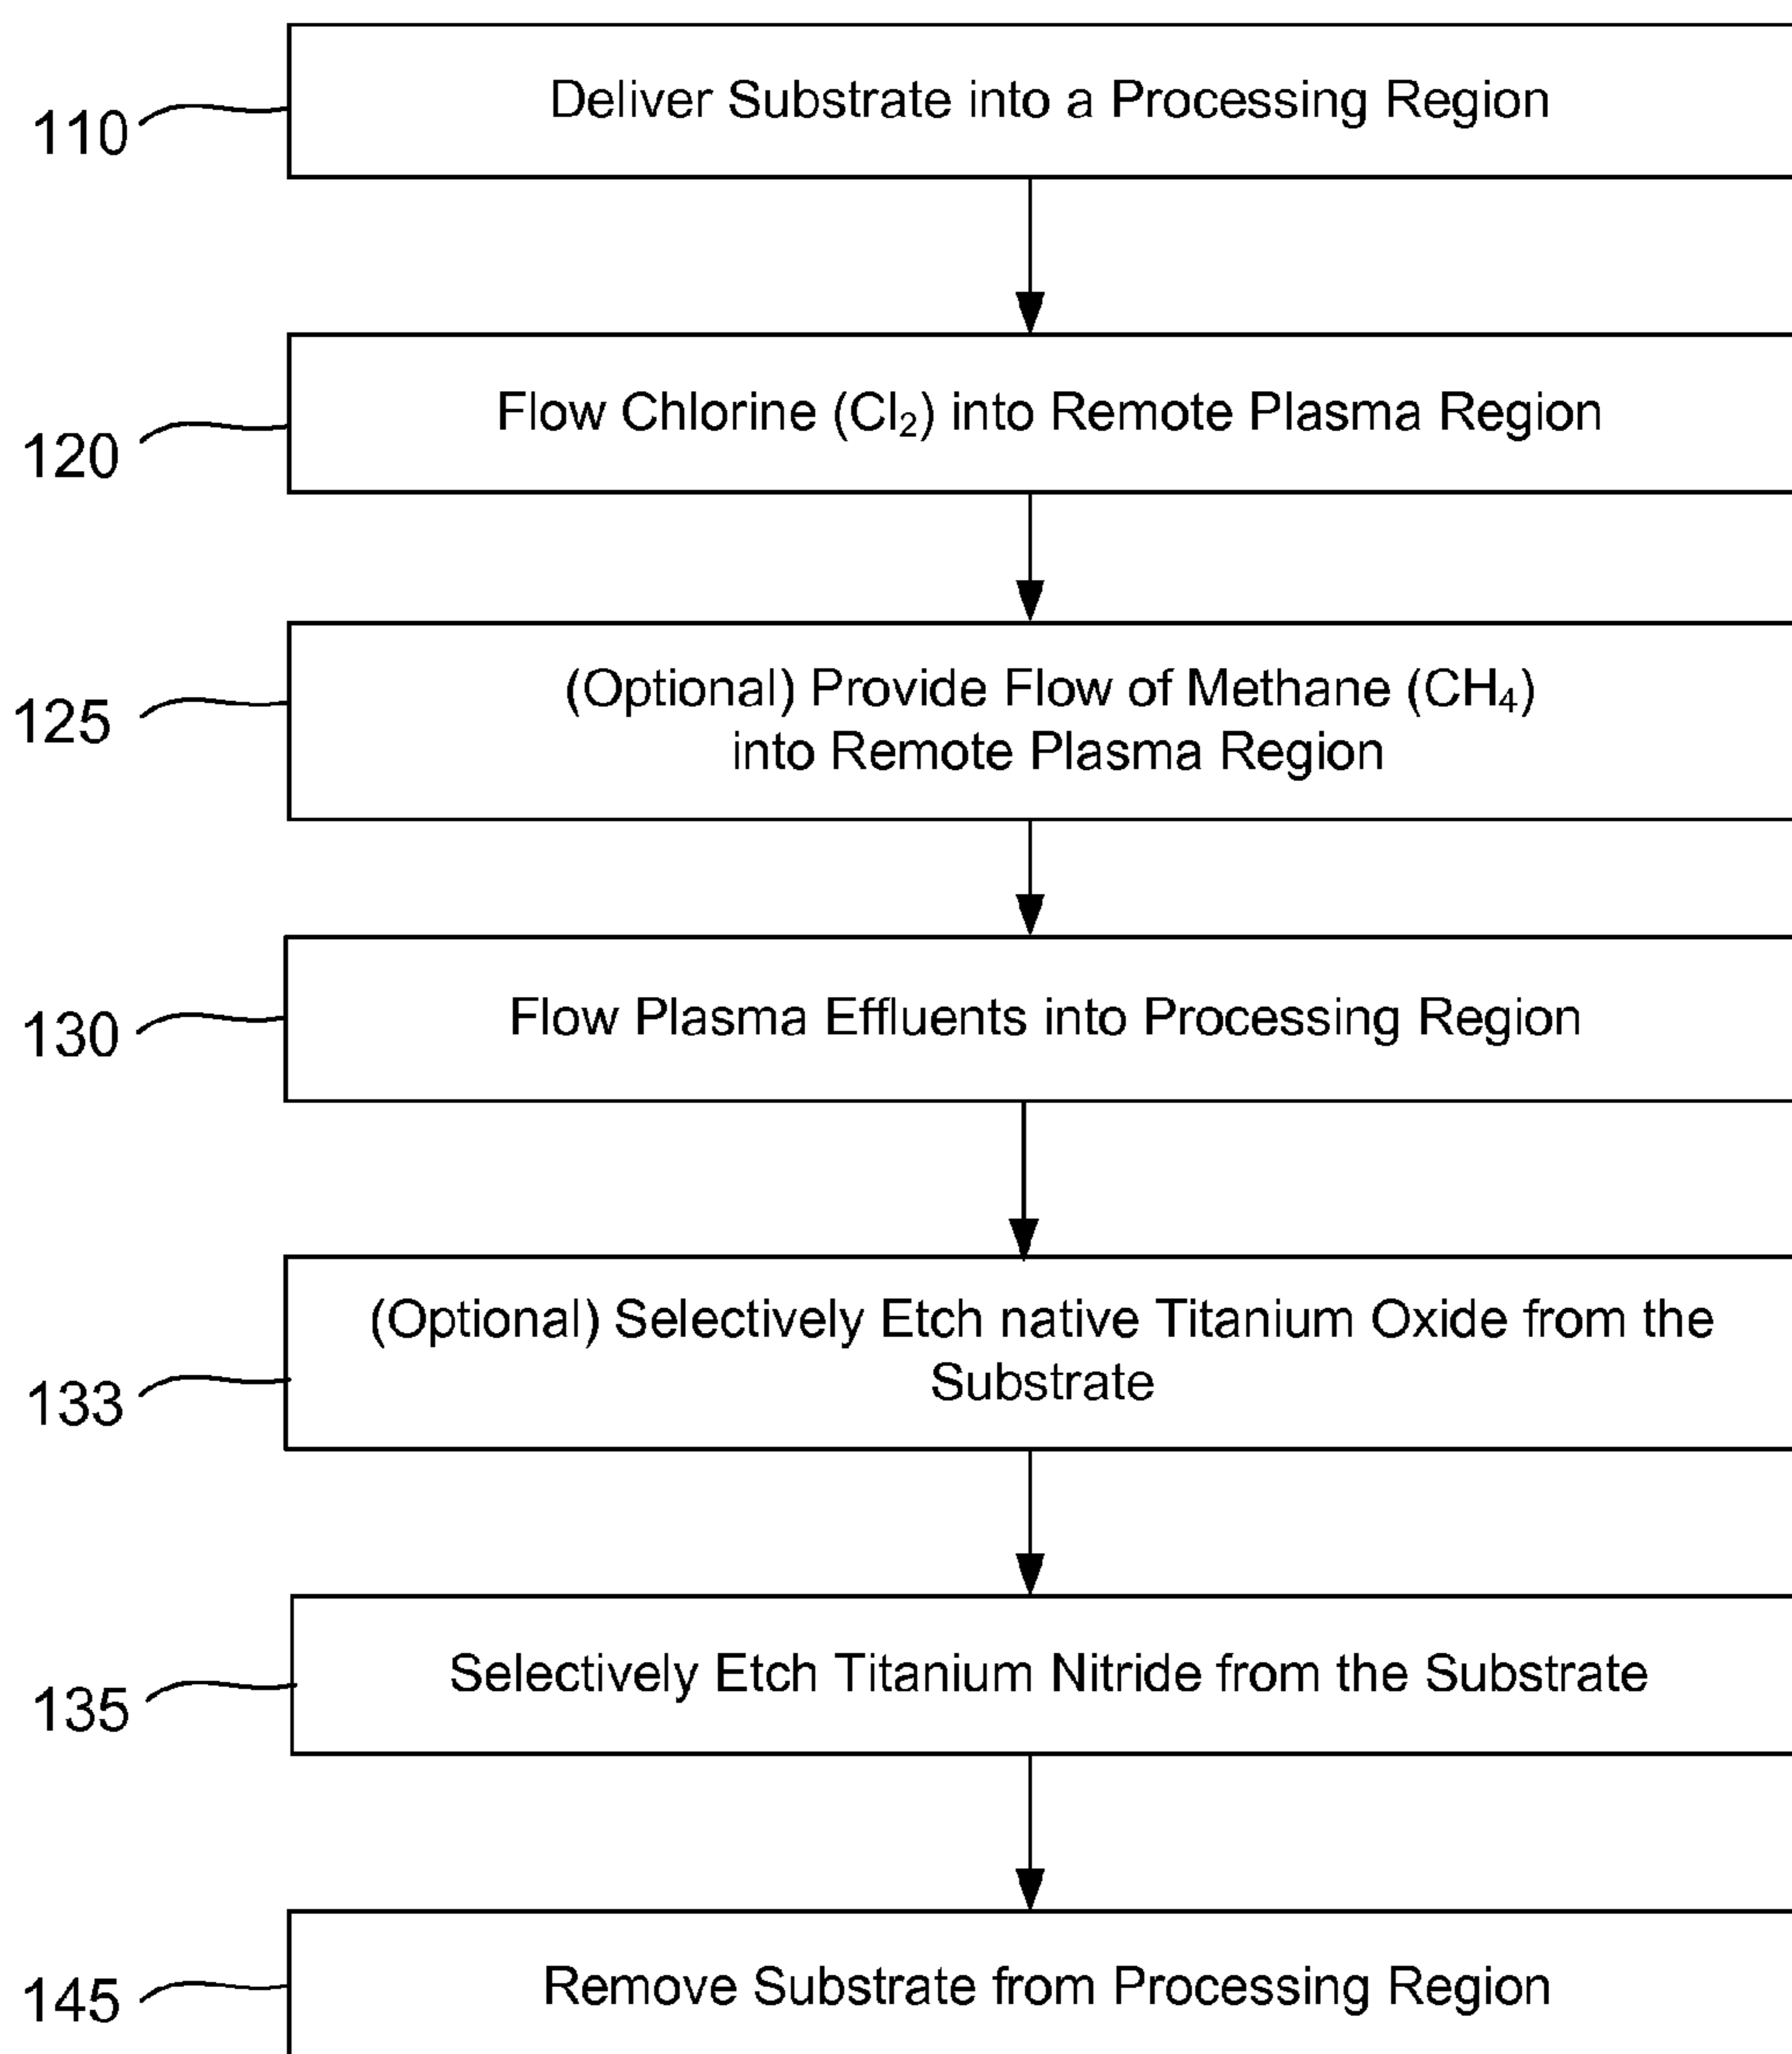 110
Deliver Substrate into a Processing Region
120
Flow Chlorine (Cl₂) into Remote Plasma Region
125
(Optional) Provide Flow of Methane (CH₄)
into Remote Plasma Region
130
Flow Plasma Effluents into Processing Region
133
(Optional) Selectively Etch native Titanium Oxide from the
Substrate
135
Selectively Etch Titanium Nitride from the Substrate
145
Remove Substrate from Processing Region